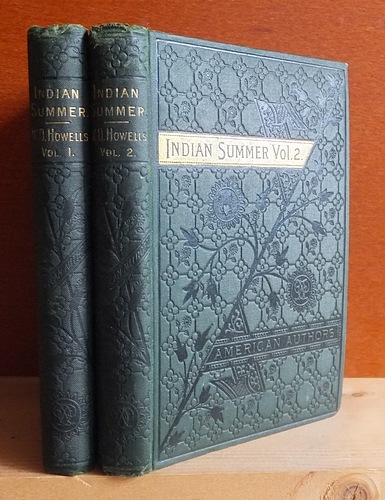 INDIAN
SUMMER
W. D. HOWELLS
VOL. 1.
INDIAN
SUMMER
W. D. HOWELLS
VOL. 2.
INDIAN SUMMER VOL. 2.
AMERICAN AUTHORS